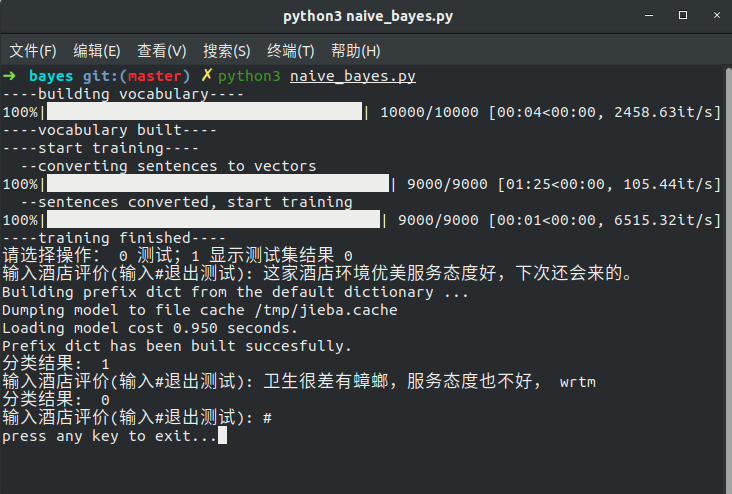 python3 naive_bayes.py
文件(F) 编辑(E) 查看(V) 搜索(S) 终端(T) 帮助(H)
➜ bayes git:(master) ✗ python3 naive_bayes.py
----building vocabulary----
100%|██████████| 10000/10000 [00:04<00:00, 2458.63it/s]
----vocabulary built----
----start training----
  --converting sentences to vectors
100%|██████████| 9000/9000 [01:25<00:00, 105.44it/s]
  --sentences converted, start training
100%|██████████| 9000/9000 [00:01<00:00, 6515.32it/s]
----training finished----
请选择操作: 0 测试；1 显示测试集结果 0
输入酒店评价(输入#退出测试): 这家酒店环境优美服务态度好，下次还会来的。
Building prefix dict from the default dictionary ...
Dumping model to file cache /tmp/jieba.cache
Loading model cost 0.950 seconds.
Prefix dict has been built succesfully.
分类结果: 1
输入酒店评价(输入#退出测试): 卫生很差有蟑螂，服务态度也不好， wrtm
分类结果: 0
输入酒店评价(输入#退出测试): #
press any key to exit...